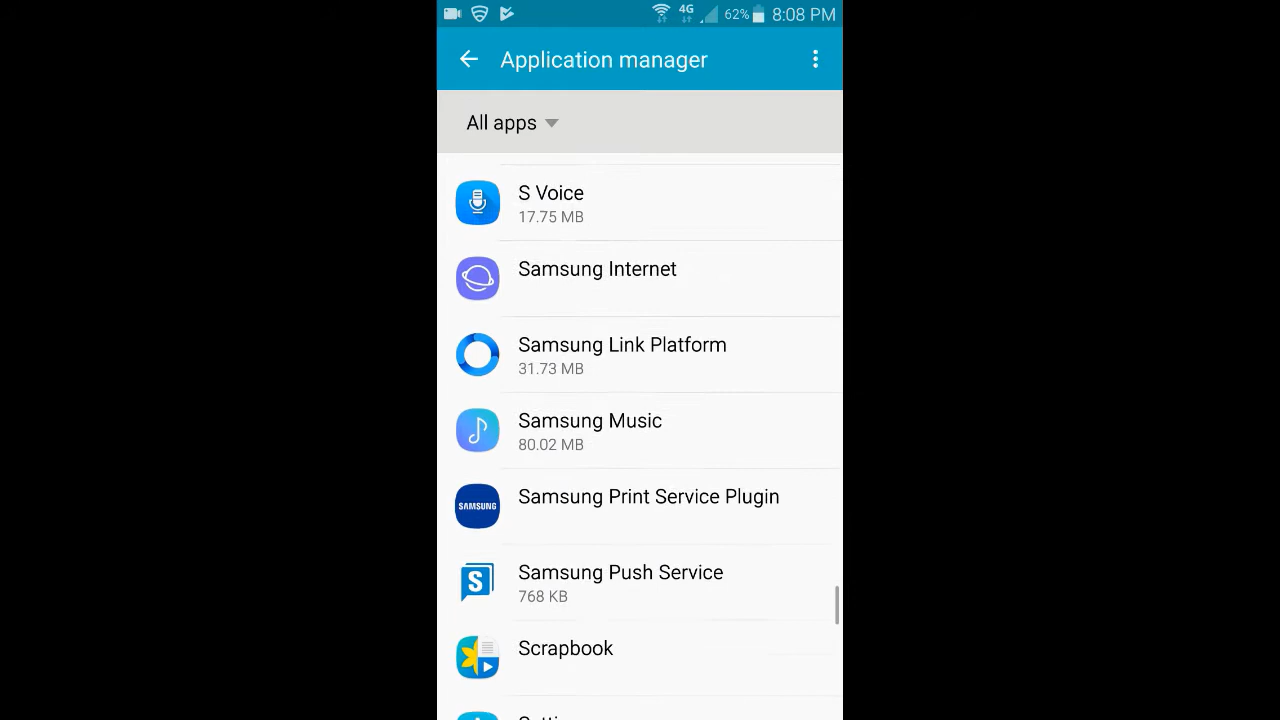 4G
62%
8:08 PM
Application manager
All apps
S Voice
17.75 MB
Samsung Internet
Samsung Link Platform
31.73 MB
Samsung Music
80.02 MB
SAMSUNG
Samsung Print Service Plugin
S
Samsung Push Service
768 KB
Scrapbook